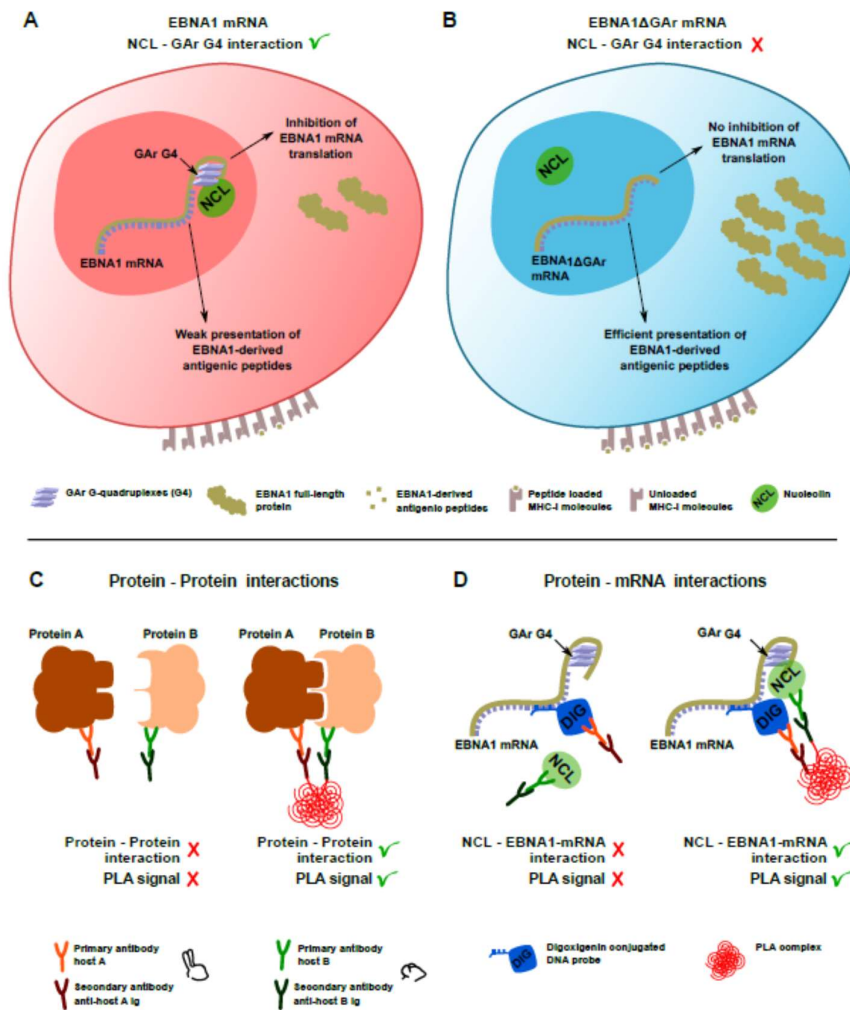 A
EBNA1 mRNA
NCL - GAr G4 interaction
B
EBNA1ΔGAr mRNA
NCL - GAr G4 interaction X
GAr G4
NCL
EBNA1 mRNA
Inhibition of
EBNA1 mRNA
translation
Weak presentation of
EBNA1-derived
antigenic peptides
NCL
EBNA1ΔGAr
mRNA
No inhibition of
EBNA1 mRNA
translation
Efficient presentation of
EBNA1-derived
antigenic peptides
GAr G-quadruplexes (G4)
EBNA1 full-length
protein
EBNA1-derived
antigenic peptides
Peptide loaded
MHC-I molecules
Unloaded
MHC-I molecules
NCL
Nucleolin
C
Protein - Protein interactions
Protein A
Protein B
Protein A
Protein B
Protein - Protein
interaction X
PLA signal X
Protein - Protein
interaction
PLA signal
D
Protein - mRNA interactions
GAr G4
DIG
EBNA1 mRNA
NCL
GAr G4
NCL
DIG
EBNA1 mRNA
NCL - EBNA1-mRNA
interaction X
PLA signal X
NCL - EBNA1-mRNA
interaction
PLA signal
Primary antibody
host A
Secondary antibody
anti-host A Ig
Primary antibody
host B
Secondary antibody
anti-host B Ig
DIG
Digoxigenin conjugated
DNA probe
PLA complex